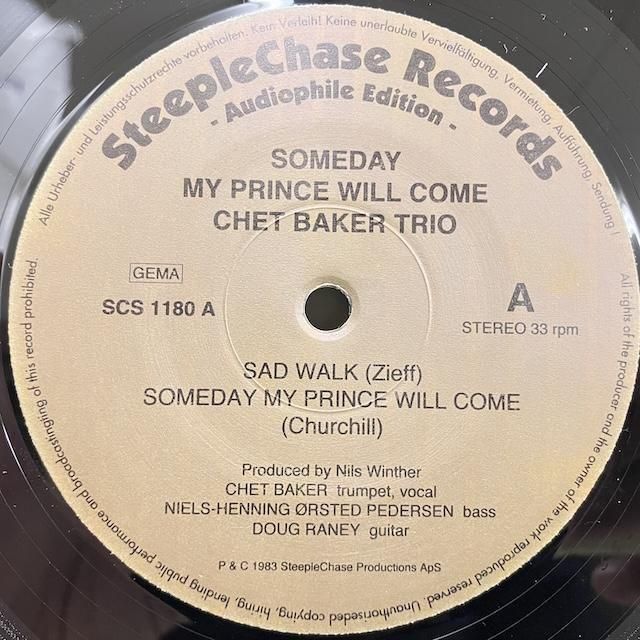 Alle Urheber- und Leistungsschutzrechte vorbehalten. Kein Verleih! Keine unerlaubte Vervielfältigung, Vermietung, Aufführung, Sendung!
SteepleChase Records
- Audiophile Edition -
SOMEDAY
MY PRINCE WILL COME
CHET BAKER TRIO
GEMA
SCS 1180 A
A
STEREO 33 rpm
SAD WALK (Zieff)
SOMEDAY MY PRINCE WILL COME
(Churchill)
Produced by Nils Winther
CHET BAKER trumpet, vocal
NIELS-HENNING ØRSTED PEDERSEN bass
DOUG RANEY guitar
P & C 1983 SteepleChase Productions ApS
All rights of the producer and the owner of the work reproduced reserved. Unauthoriseded copying, hiring, lending public performance and broadcastinging of this record prohibited.